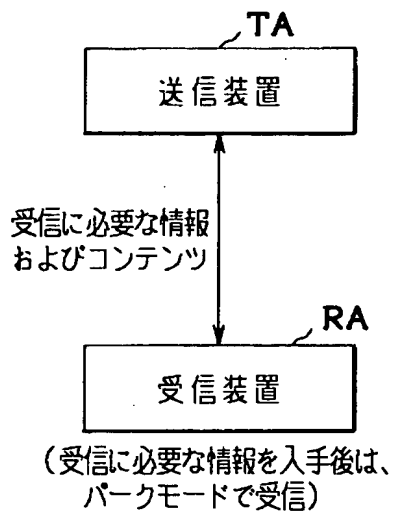 TA
送信装置
受信に必要な情報
およびコンテンツ
RA
受信装置
(受信に必要な情報を入手後は、
パークモードで受信)